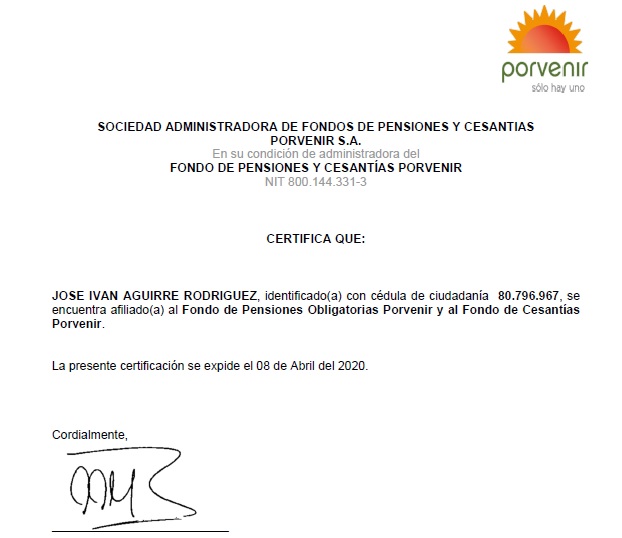 porvenir
sólo hay uno
SOCIEDAD ADMINISTRADORA DE FONDOS DE PENSIONES Y CESANTIAS
PORVENIR S.A.
En su condición de administradora del
FONDO DE PENSIONES Y CESANTÍAS PORVENIR
NIT 800.144.331-3
CERTIFICA QUE:
JOSE IVAN AGUIRRE RODRIGUEZ, identificado(a) con cédula de ciudadanía 80.796.967, se
encuentra afiliado(a) al Fondo de Pensiones Obligatorias Porvenir y al Fondo de Cesantías
Porvenir.
La presente certificación se expide el 08 de Abril del 2020.
Cordialmente,